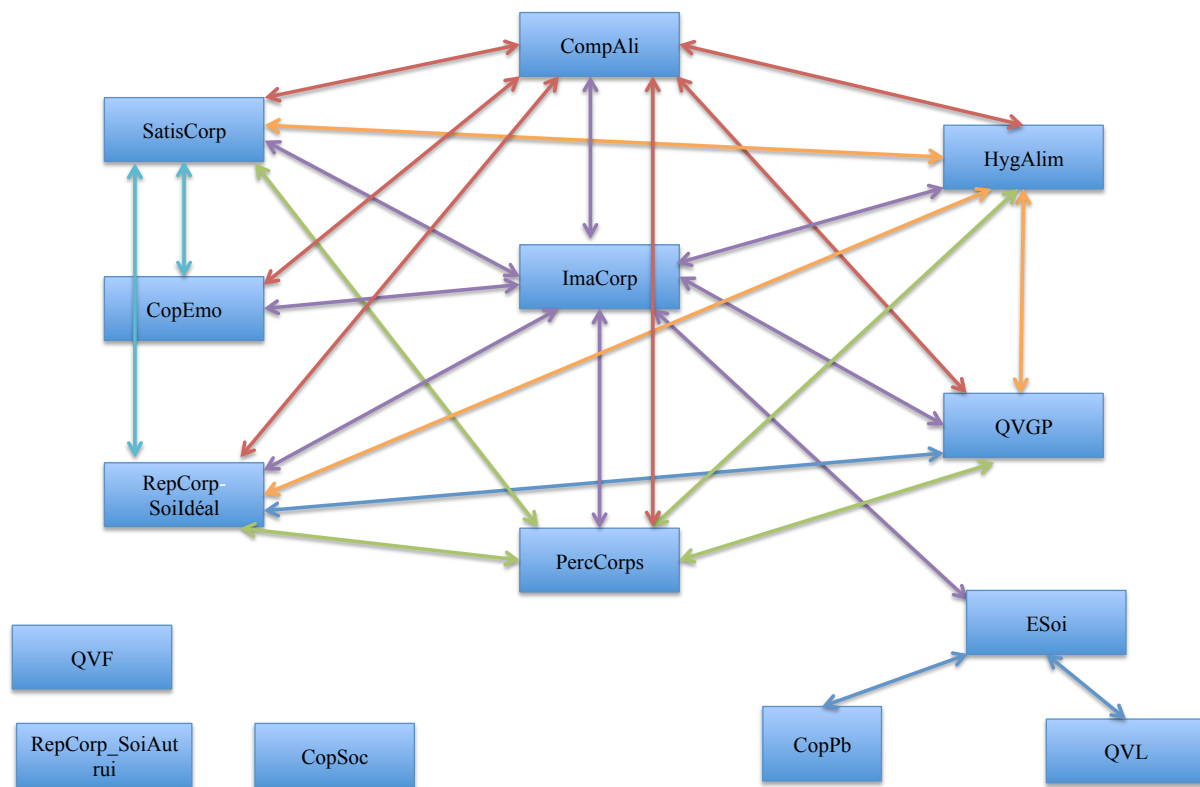 CompAli
SatisCorp
HygAlim
ImaCorp
CopEmo
QVGP
RepCorp-
SoiIdéal
PercCorps
ESoi
QVF
CopPb
RepCorp_SoiAut
rui
CopSoc
QVL